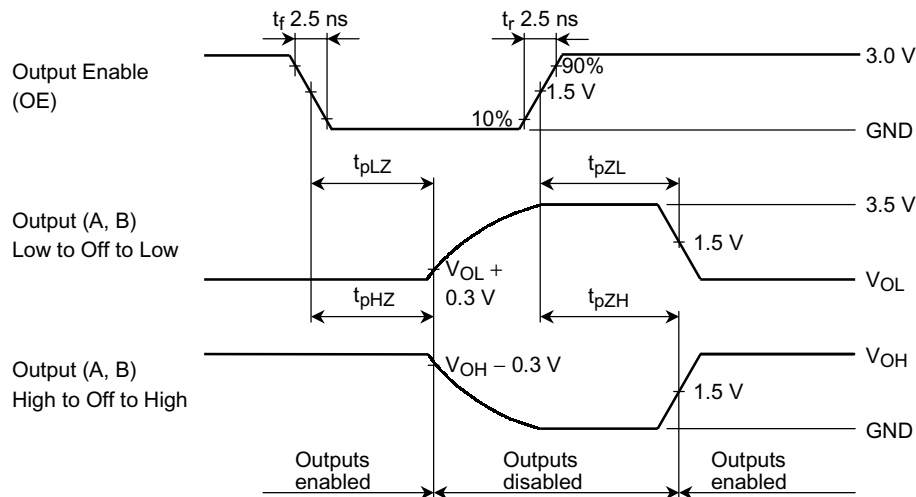 tf 2.5 ns
tr 2.5 ns
Output Enable
(OE)
3.0 V
90%
1.5 V
10%
GND
tpLZ
tpZL
Output (A, B)
Low to Off to Low
3.5 V
1.5 V
VOL +
0.3 V
VOL
tpHZ
tpZH
Output (A, B)
High to Off to High
VOH
VOH – 0.3 V
1.5 V
GND
Outputs
enabled
Outputs
disabled
Outputs
enabled